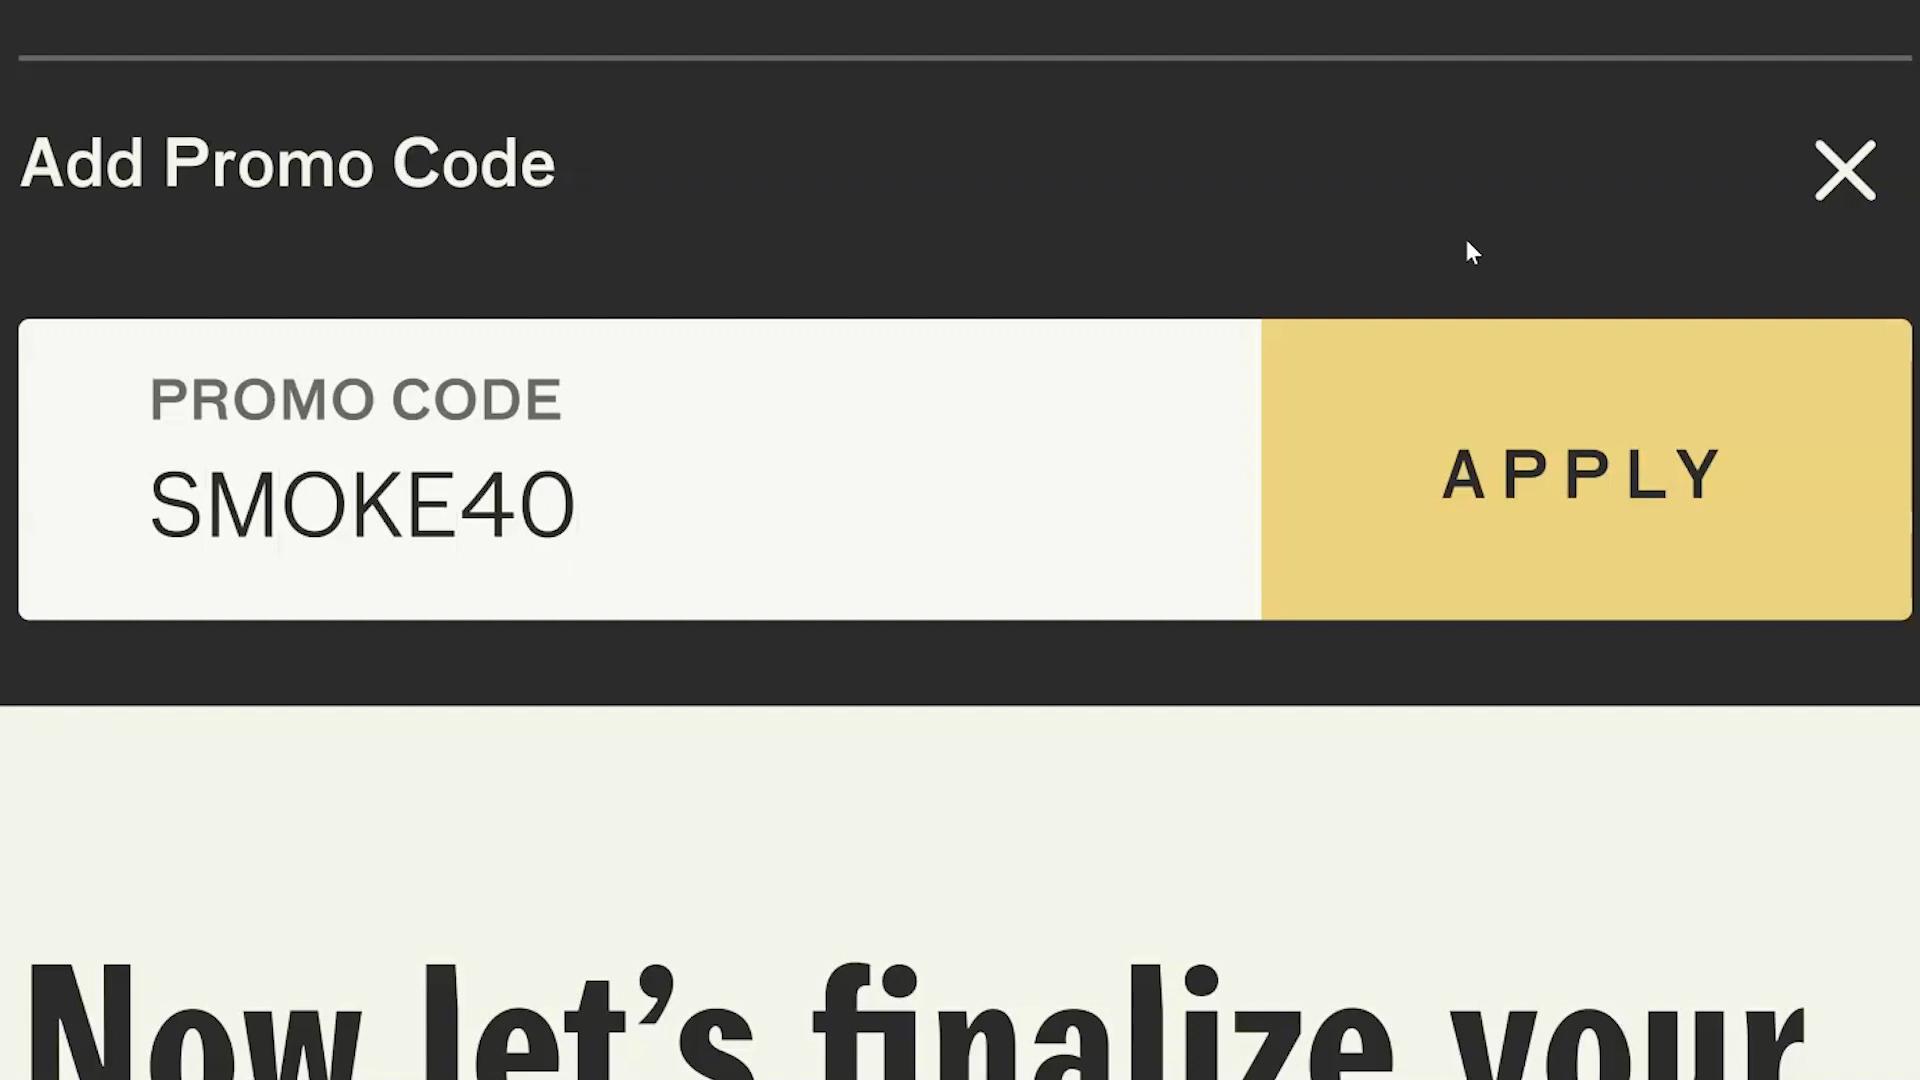 Add Promo Code
PROMO CODE
SMOKE40
APPLY
Now let’s finalize your